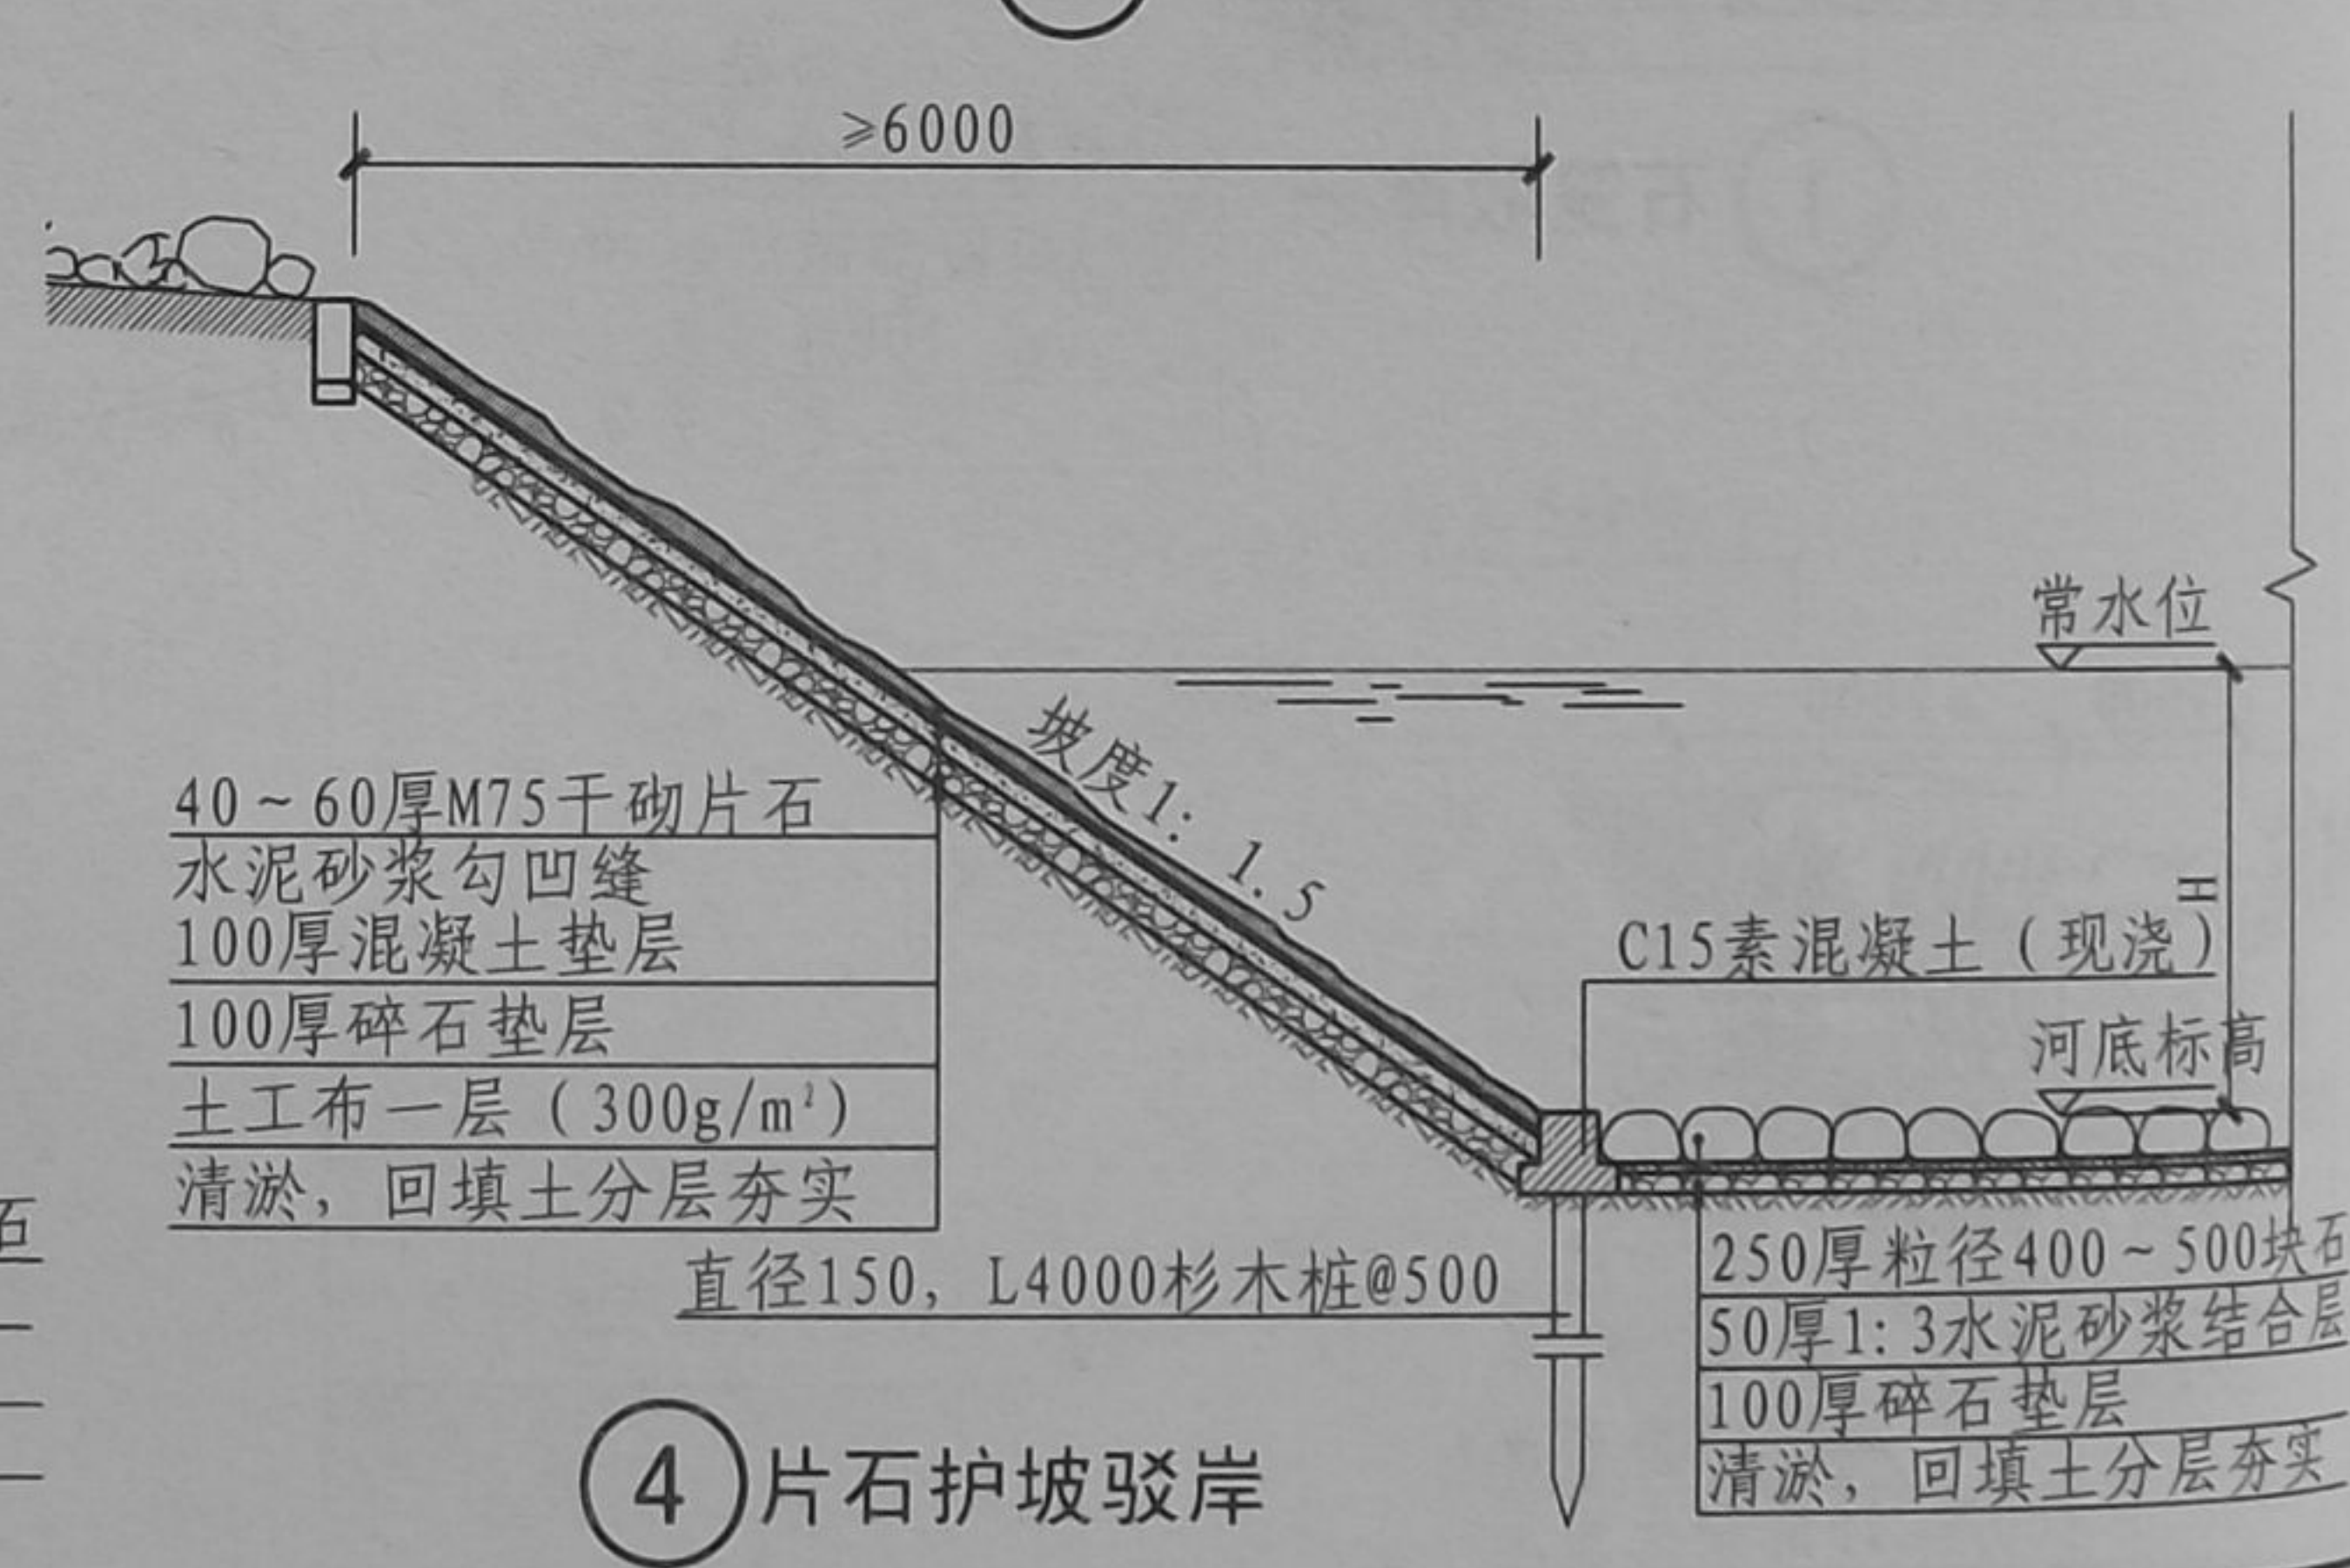 ≥6000
常水位
坡度1:1.5
40~60厚M75干砌片石
水泥砂浆勾凹缝
100厚混凝土垫层
100厚碎石垫层
土工布一层(300g/m²)
清淤，回填土分层夯实
H
C15素混凝土(现浇)
河底标高
直径150，L4000杉木桩@500
250厚粒径400~500块石
50厚1:3水泥砂浆结合层
100厚碎石垫层
清淤，回填土分层夯实
石
4 片石护坡驳岸